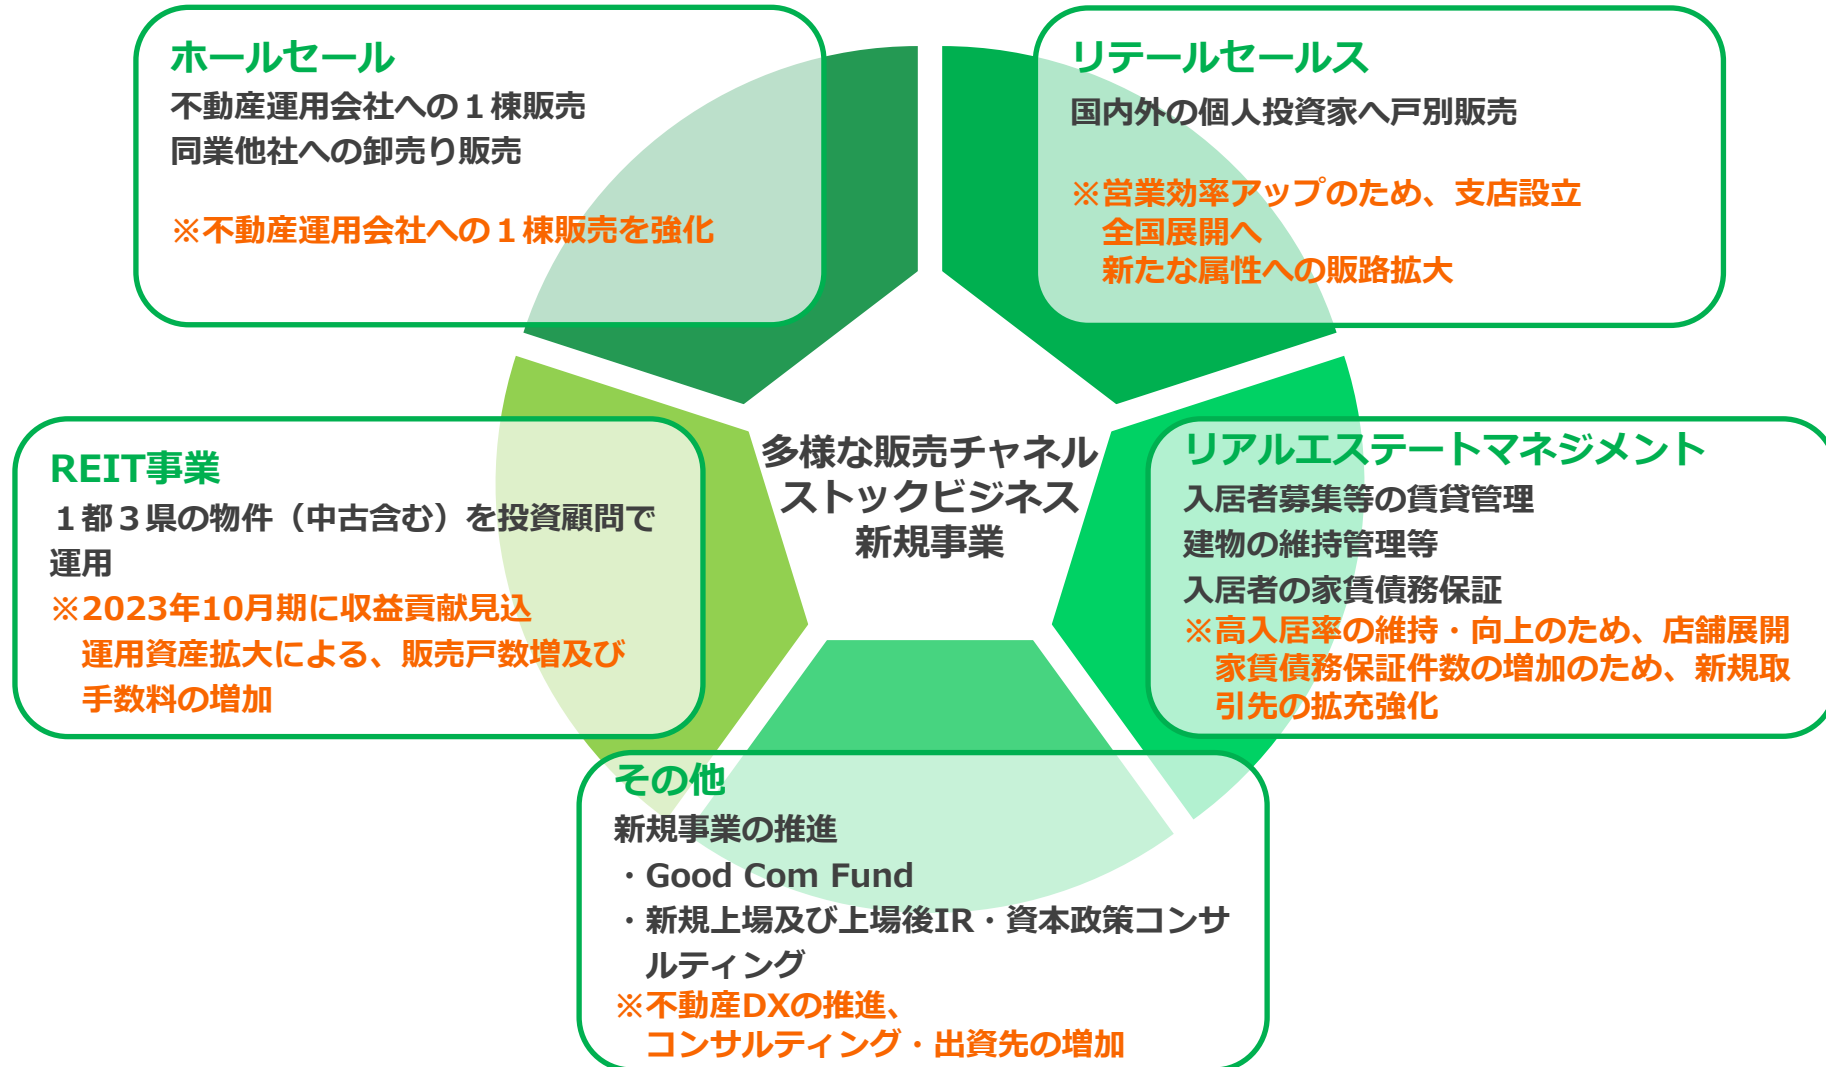 ホールセール
不動産運用会社への１棟販売
同業他社への卸売り販売
※不動産運用会社への１棟販売を強化
リテールセールス
国内外の個人投資家へ戸別販売
※営業効率アップのため、支店設立
全国展開へ
新たな属性への販路拡大
多様な販売チャネル
ストックビジネス
新規事業
REIT事業
１都３県の物件（中古含む）を投資顧問で
運用
※2023年10月期に収益貢献見込
運用資産拡大による、販売戸数増及び
手数料の増加
リアルエステートマネジメント
入居者募集等の賃貸管理
建物の維持管理等
入居者の家賃債務保証
※高入居率の維持・向上のため、店舗展開
家賃債務保証件数の増加のため、新規取
引先の拡充強化
その他
新規事業の推進
・Good Com Fund
・新規上場及び上場後IR・資本政策コンサ
ルティング
※不動産DXの推進、
コンサルティング・出資先の増加